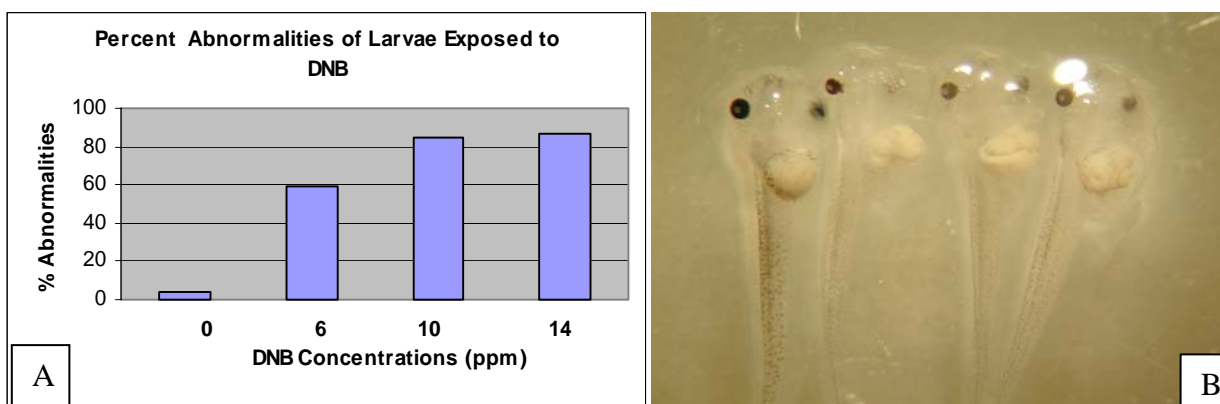 Percent Abnormalities of Larvae Exposed to
DNB
% Abnormalities
100
80
60
40
20
0
0 6 10 14
DNB Concentrations (ppm)
A
B